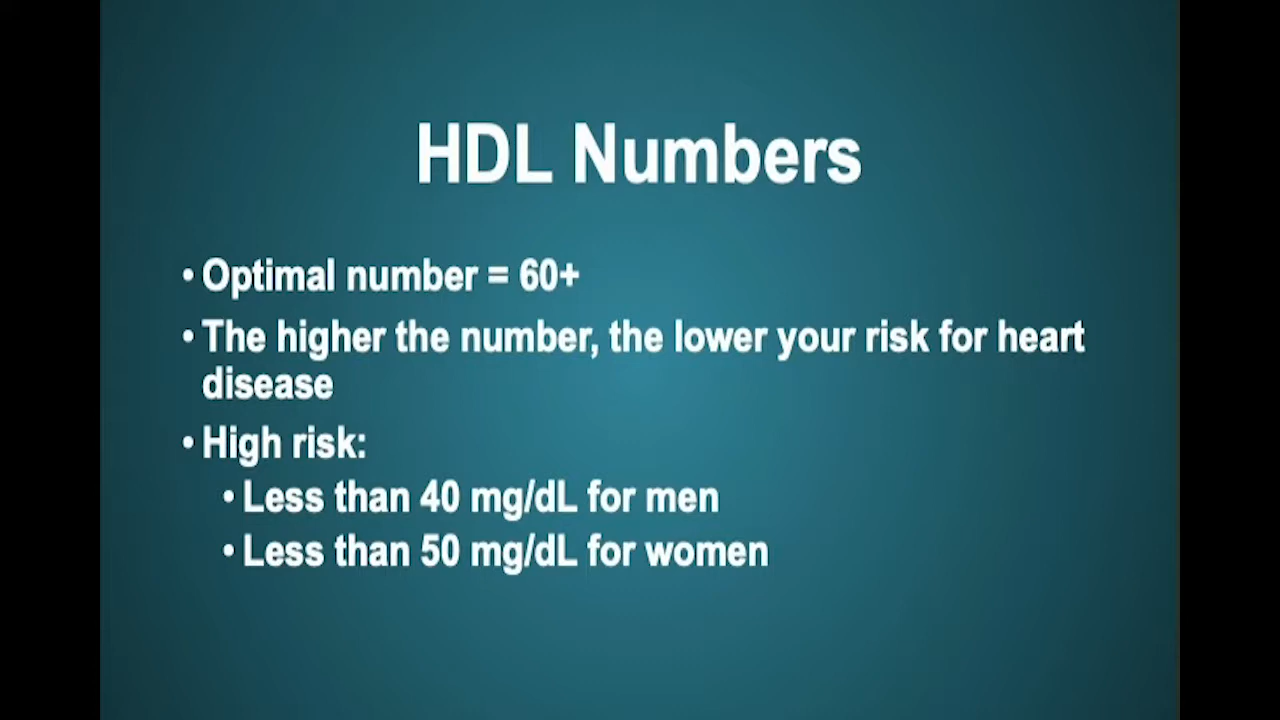 HDL Numbers
• Optimal number = 60+
• The higher the number, the lower your risk for heart
disease
• High risk:
• Less than 40 mg/dL for men
• Less than 50 mg/dL for women